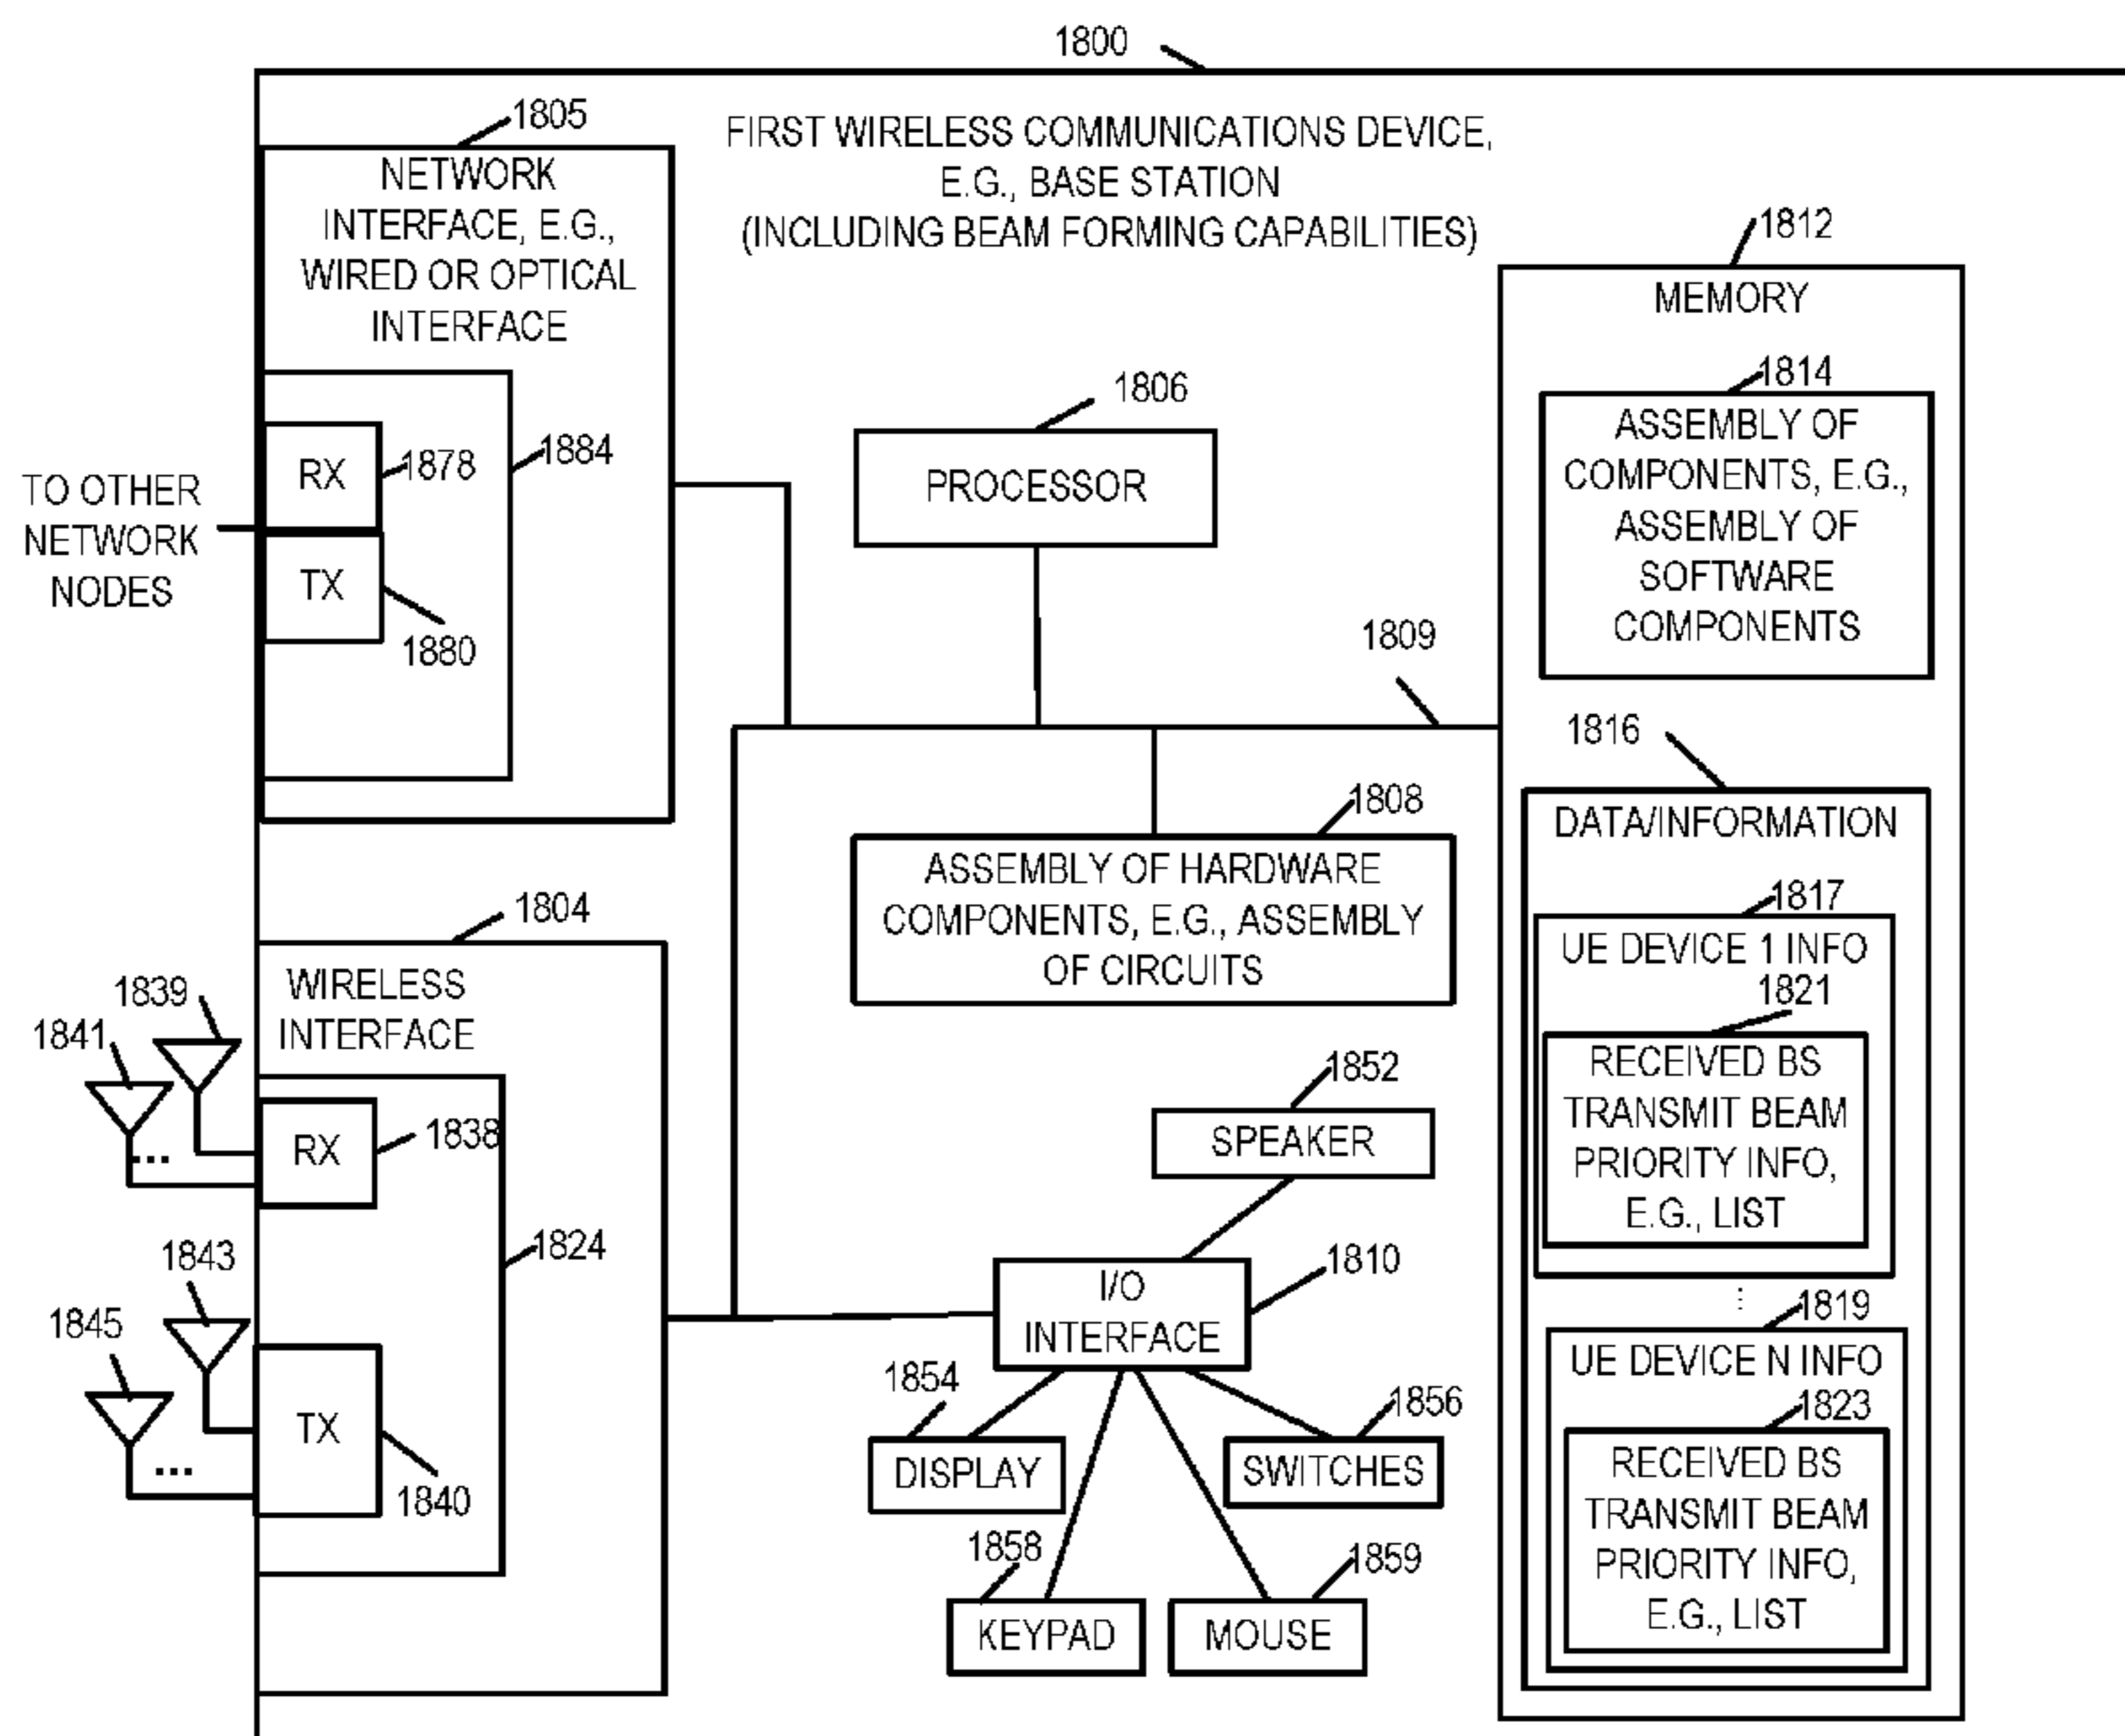 1800
FIRST WIRELESS COMMUNICATIONS DEVICE,
E.G., BASE STATION
(INCLUDING BEAM FORMING CAPABILITIES)
1805
NETWORK
INTERFACE, E.G.,
WIRED OR OPTICAL
INTERFACE
RX
1878
1884
TX
1880
TO OTHER
NETWORK
NODES
1806
PROCESSOR
1809
1808
ASSEMBLY OF HARDWARE
COMPONENTS, E.G., ASSEMBLY
OF CIRCUITS
1804
WIRELESS
INTERFACE
1839
1841
...
RX
1838
1824
1843
1845
...
TX
1840
1852
SPEAKER
1810
I/O
INTERFACE
1854
DISPLAY
1856
SWITCHES
1858
KEYPAD
1859
MOUSE
1812
MEMORY
1814
ASSEMBLY OF
COMPONENTS, E.G.,
ASSEMBLY OF
SOFTWARE
COMPONENTS
1816
DATA/INFORMATION
1817
UE DEVICE 1 INFO
1821
RECEIVED BS
TRANSMIT BEAM
PRIORITY INFO,
E.G., LIST
...
1819
UE DEVICE N INFO
1823
RECEIVED BS
TRANSMIT BEAM
PRIORITY INFO,
E.G., LIST